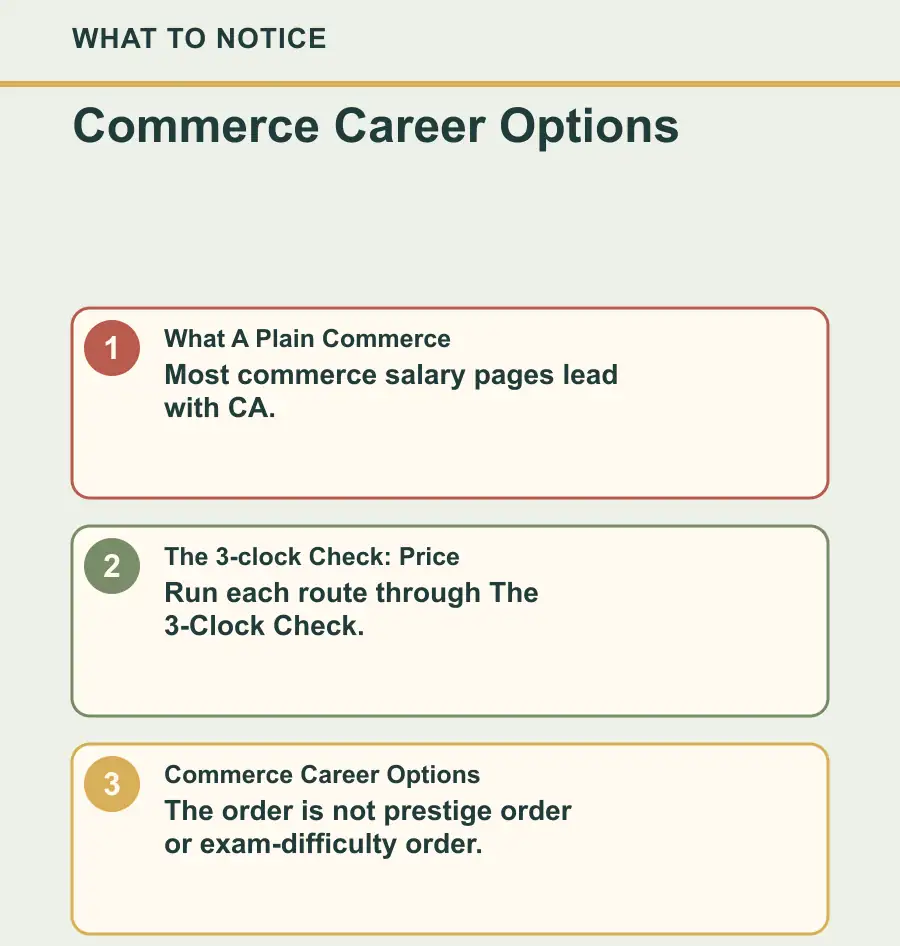 WHAT TO NOTICE
Commerce Career Options
1
What A Plain Commerce
Most commerce salary pages lead
with CA.
2
The 3-clock Check: Price
Run each route through The
3-Clock Check.
3
Commerce Career Options
The order is not prestige order
or exam-difficulty order.